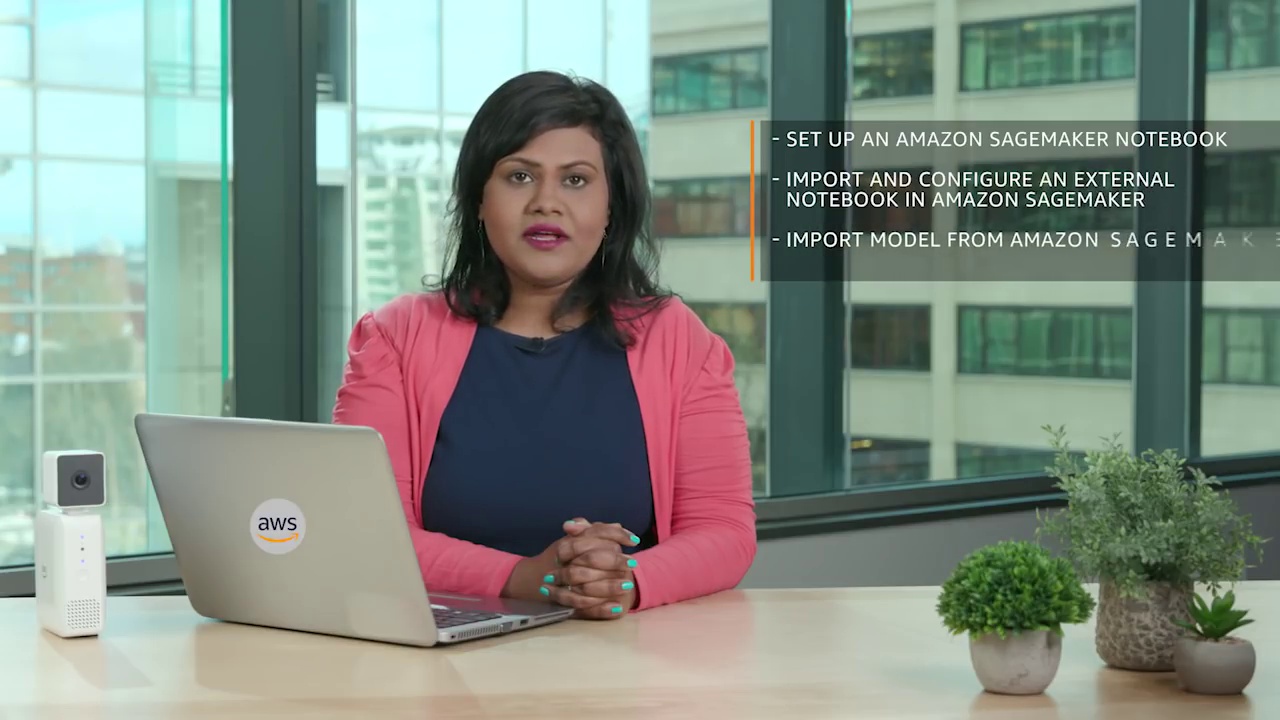 - SET UP AN AMAZON SAGEMAKER NOTEBOOK
- IMPORT AND CONFIGURE AN EXTERNAL
NOTEBOOK IN AMAZON SAGEMAKER
- IMPORT MODEL FROM AMAZON SAGEMAK
aws